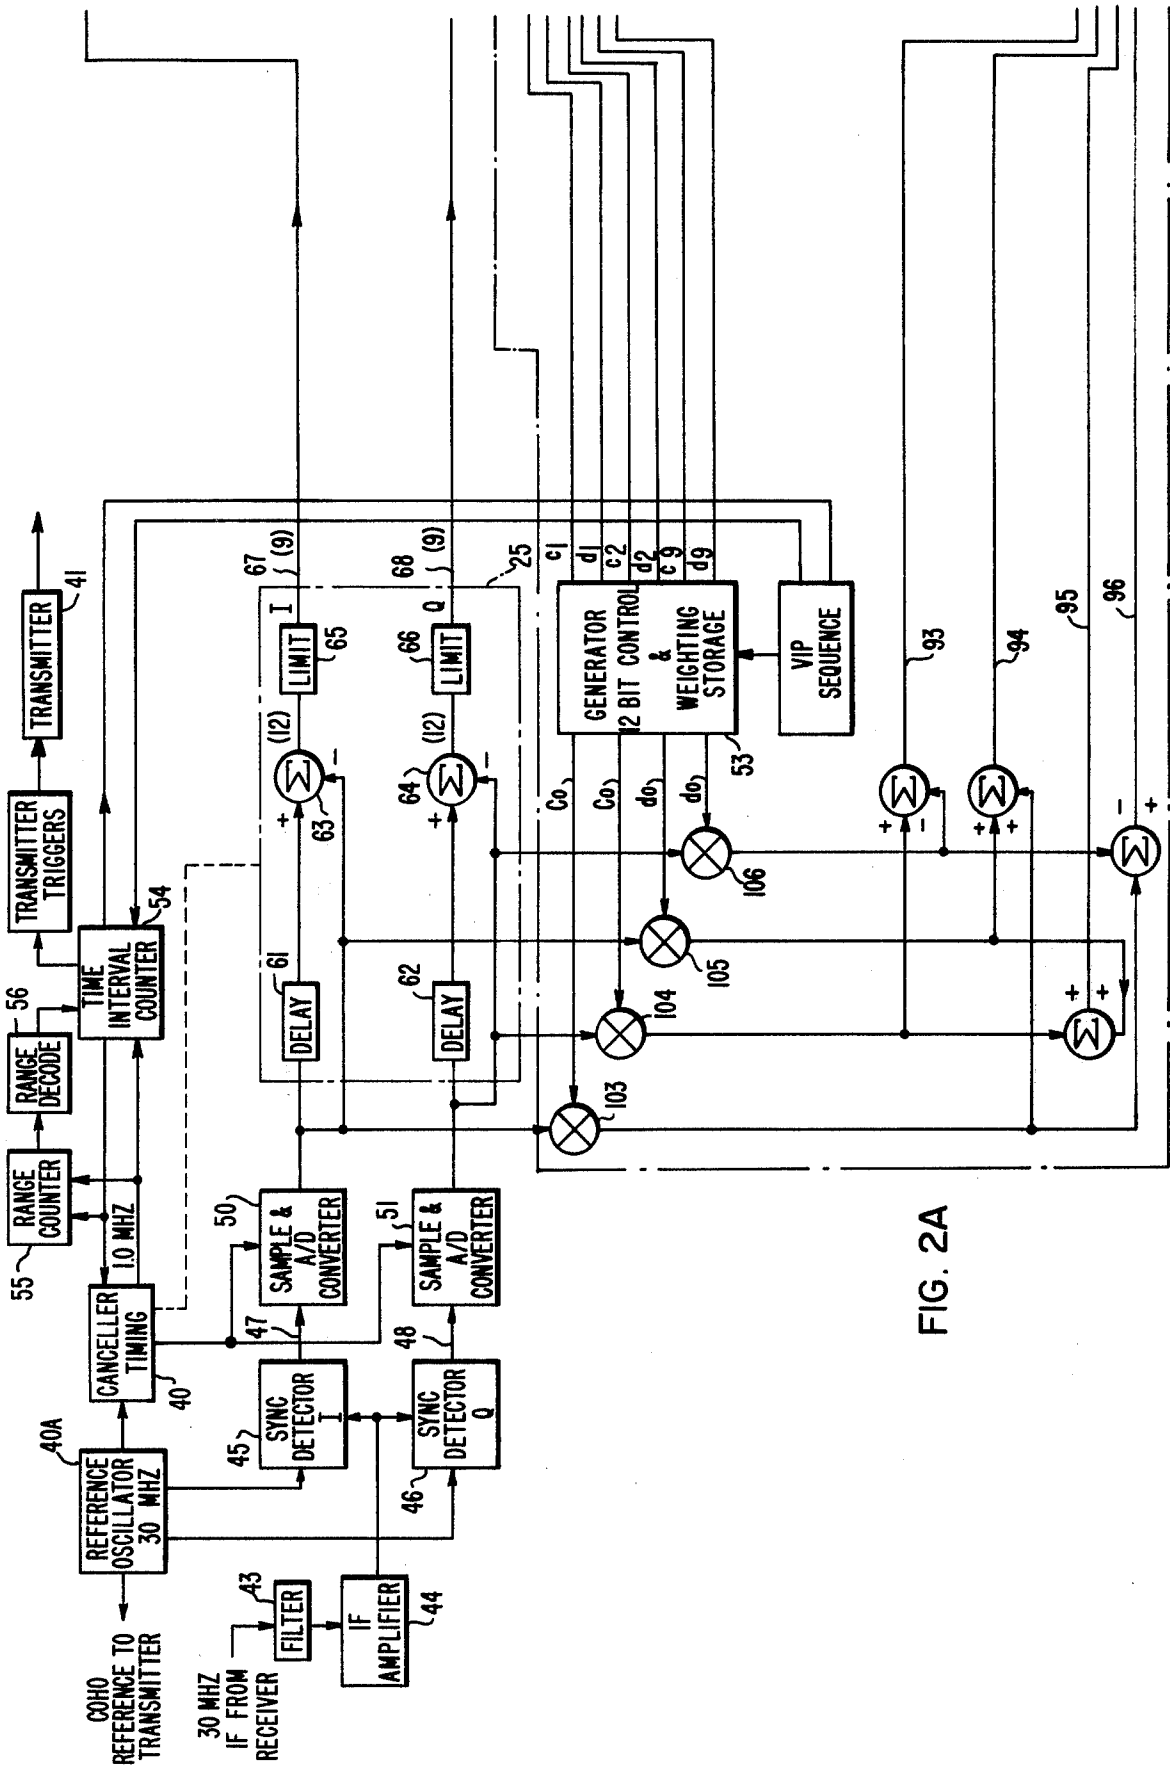 COHO
REFERENCE TO
TRANSMITTER
REFERENCE
OSCILLATOR
30 MHZ
40A
CANCELLER
TIMING
40
1.0 MHZ
55
RANGE
COUNTER
RANGE
DECODE
56
TIME
INTERVAL
COUNTER
54
TRANSMITTER
TRIGGERS
TRANSMITTER
41
30 MHZ
IF FROM
RECEIVER
FILTER
43
IF
AMPLIFIER
44
45
SYNC
DETECTOR
I
47
SAMPLE &
A/D
CONVERTER
50
46
SYNC
DETECTOR
Q
48
SAMPLE &
A/D
CONVERTER
51
DELAY
61
+
Σ
-
63
(12)
LIMIT
65
I
67
(9)
DELAY
62
+
Σ
-
64
(12)
LIMIT
66
Q
68
(9)
25
103
104
105
106
Co
Co
do
do
GENERATOR
12 BIT CONTROL
&
WEIGHTING
STORAGE
53
c1
d1
c2
d2
c9
d9
VIP
SEQUENCE
+
-
Σ
93
+
+
Σ
94
Σ
+
+
95
Σ
-
+
96
FIG. 2A